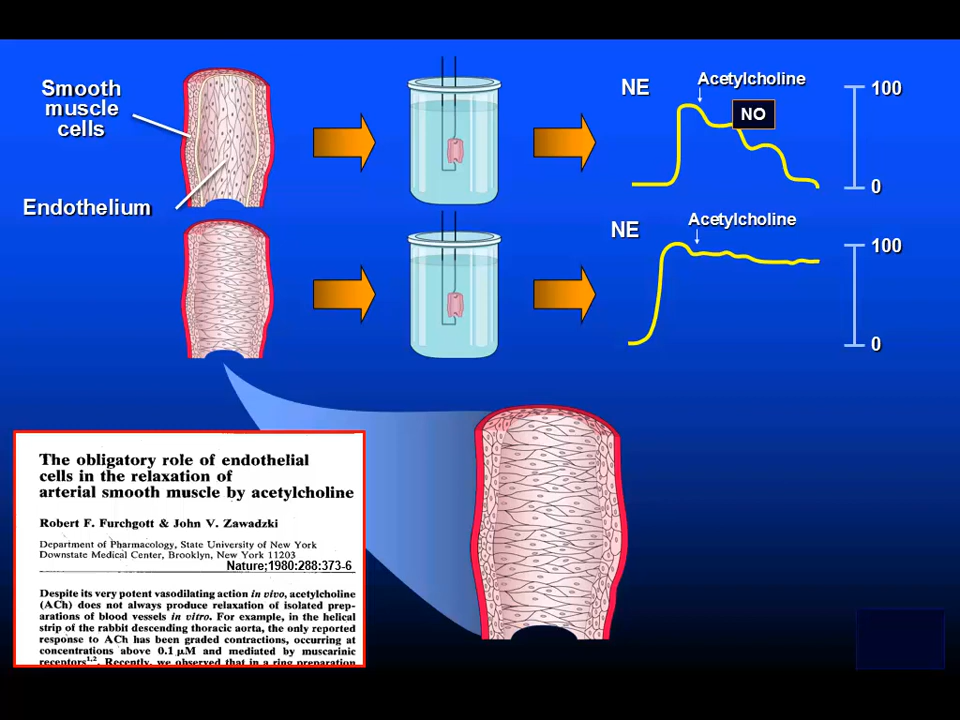 Smooth
muscle
cells
Endothelium
NE
Acetylcholine
NO
100
0
NE
Acetylcholine
100
0
The obligatory role of endothelial
cells in the relaxation of
arterial smooth muscle by acetylcholine
Robert F. Furchgott & John V. Zawadzki
Department of Pharmacology, State University of New York
Downstate Medical Center, Brooklyn, New York 11203
Nature;1980:288:373-6
Despite its very potent vasodilating action in vivo, acetylcholine
(ACh) does not always produce relaxation of isolated prep-
arations of blood vessels in vitro. For example, in the helical
strip of the rabbit descending thoracic aorta, the only reported
response to ACh has been graded contractions, occurring at
concentrations above 0.1 µM and mediated by muscarinic
receptors1,2. Recently, we observed that in a ring preparation